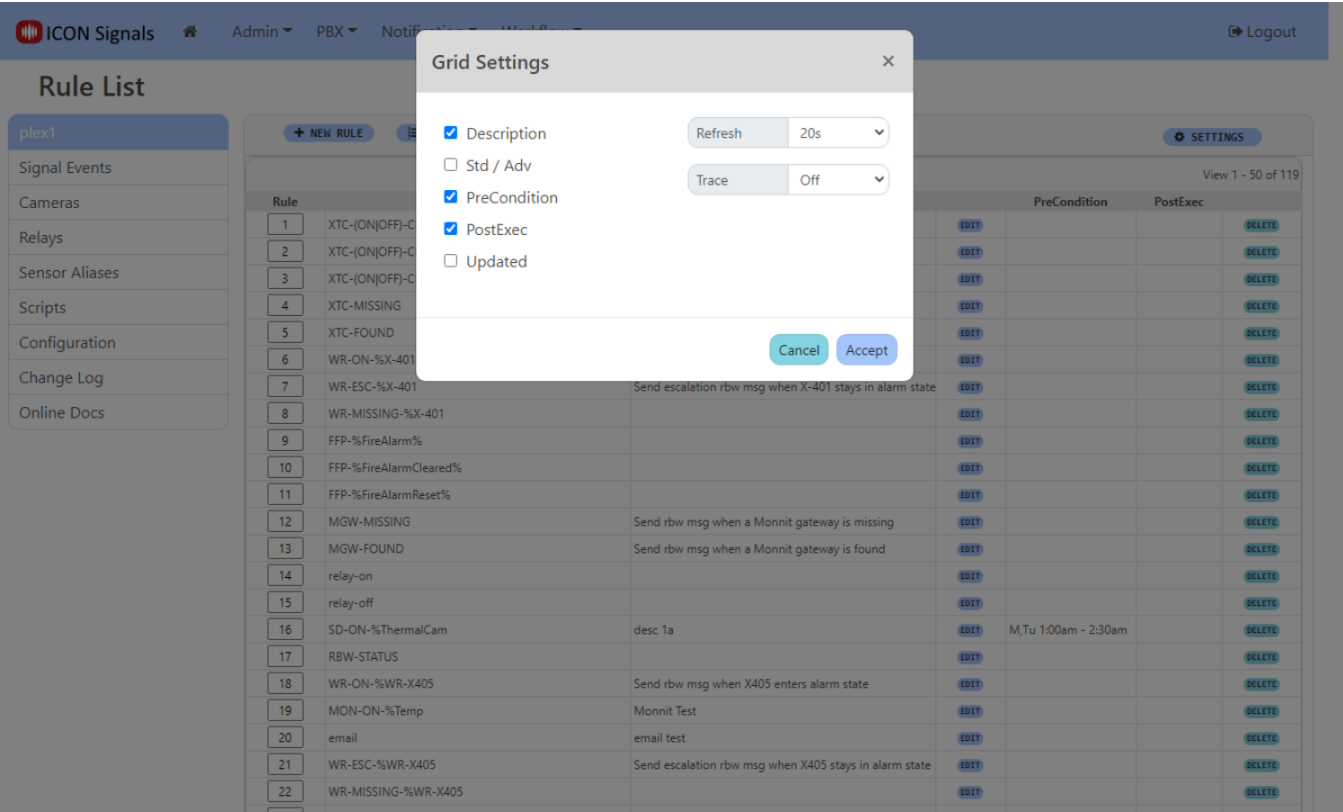 ICON Signals Admin PBX Logout
Grid Settings ×
Rule List
plex1
Signal Events
Cameras
Relays
Sensor Aliases
Scripts
Configuration
Change Log
Online Docs
+ NEW RULE
SETTINGS
Description
Std / Adv
PreCondition
PostExec
Updated
Refresh 20s
Trace Off
Cancel Accept
View 1 - 50 of 119
Rule PreCondition PostExec
1 XTC-(ON|OFF)-C EDIT DELETE
2 XTC-(ON|OFF)-C EDIT DELETE
3 XTC-(ON|OFF)-C EDIT DELETE
4 XTC-MISSING EDIT DELETE
5 XTC-FOUND EDIT DELETE
6 WR-ON-%X-401 EDIT DELETE
7 WR-ESC-%X-401 Send escalation rbw msg when X-401 stays in alarm state EDIT DELETE
8 WR-MISSING-%X-401 EDIT DELETE
9 FFP-%FireAlarm% EDIT DELETE
10 FFP-%FireAlarmCleared% EDIT DELETE
11 FFP-%FireAlarmReset% EDIT DELETE
12 MGW-MISSING Send rbw msg when a Monnit gateway is missing EDIT DELETE
13 MGW-FOUND Send rbw msg when a Monnit gateway is found EDIT DELETE
14 relay-on EDIT DELETE
15 relay-off EDIT DELETE
16 SD-ON-%ThermalCam desc 1a EDIT M,Tu 1:00am - 2:30am DELETE
17 RBW-STATUS EDIT DELETE
18 WR-ON-%WR-X405 Send rbw msg when X405 enters alarm state EDIT DELETE
19 MON-ON-%Temp Monnit Test EDIT DELETE
20 email email test EDIT DELETE
21 WR-ESC-%WR-X405 Send escalation rbw msg when X405 stays in alarm state EDIT DELETE
22 WR-MISSING-%WR-X405 EDIT DELETE